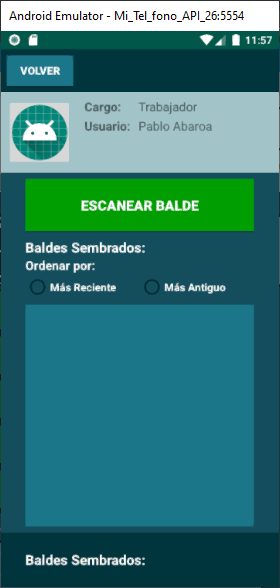 Android Emulator - Mi_Tel_fono_API_26:5554
11:57
VOLVER
Cargo: Trabajador
Usuario: Pablo Abaroa
ESCANEAR BALDE
Baldes Sembrados:
Ordenar por:
Más Reciente Más Antiguo
Baldes Sembrados: